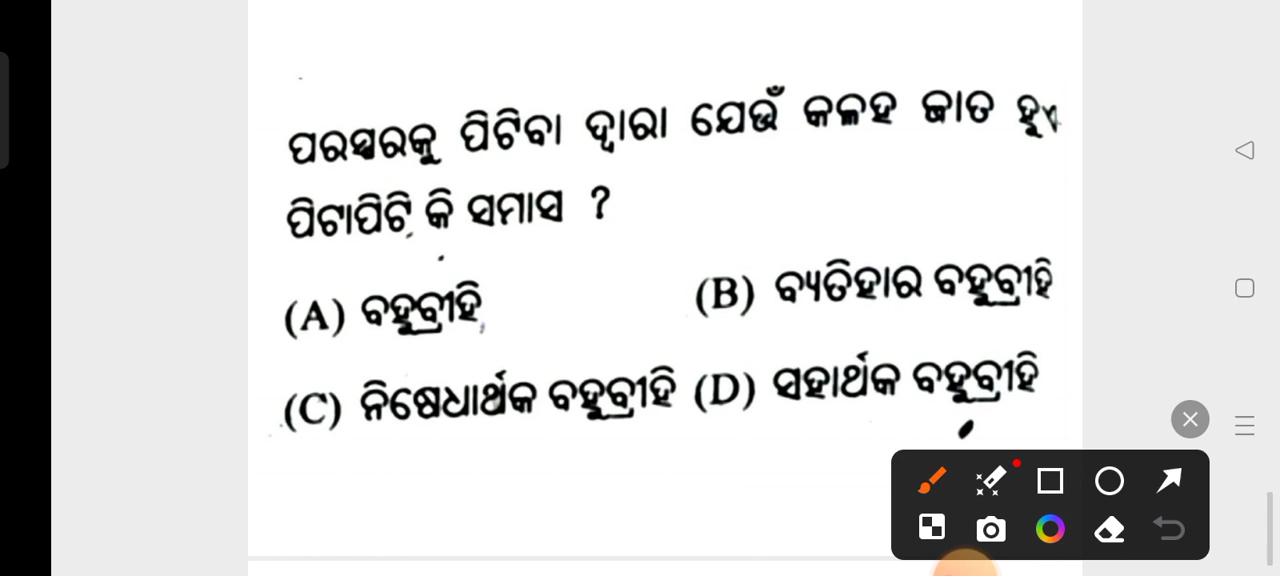 ପରସ୍ପରକୁ ପିଟିବା ଦ୍ୱାରା ଯେଉଁ କଳହ ଜାତ ହୁଏ
ପିଟାପିଟି କି ସମାସ ?
(A) ବହୁବ୍ରୀହି (B) ବ୍ୟତିହାର ବହୁବ୍ରୀହି
(C) ନିଷେଧାର୍ଥକ ବହୁବ୍ରୀହି (D) ସହାର୍ଥକ ବହୁବ୍ରୀହି